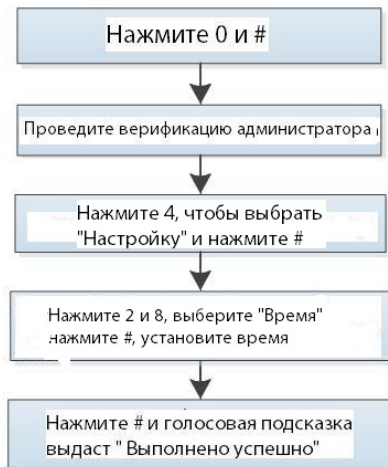 Нажмите 0 и #
Проведите верификацию администратора
Нажмите 4, чтобы выбрать
"Настройку" и нажмите #
Нажмите 2 и 8, выберите "Время"
нажмите #, установите время
Нажмите # и голосовая подсказка
выдаст " Выполнено успешно"